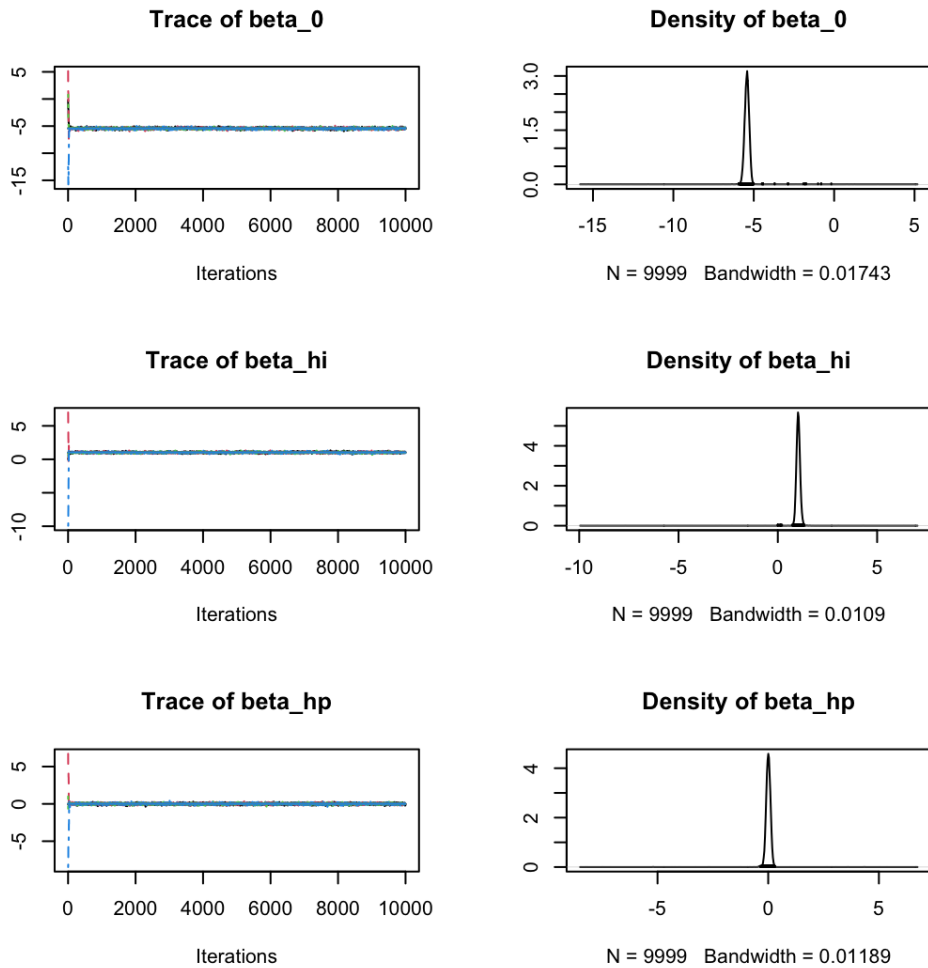 Trace of beta_0
5
-5
-15
0 2000 4000 6000 8000 10000
Iterations
Density of beta_0
3.0
1.5
0.0
-15 -10 -5 0 5
N = 9999 Bandwidth = 0.01743
Trace of beta_hi
5
0
-10
0 2000 4000 6000 8000 10000
Iterations
Density of beta_hi
4
2
0
-10 -5 0 5
N = 9999 Bandwidth = 0.0109
Trace of beta_hp
5
0
-5
0 2000 4000 6000 8000 10000
Iterations
Density of beta_hp
4
2
0
-5 0 5
N = 9999 Bandwidth = 0.01189